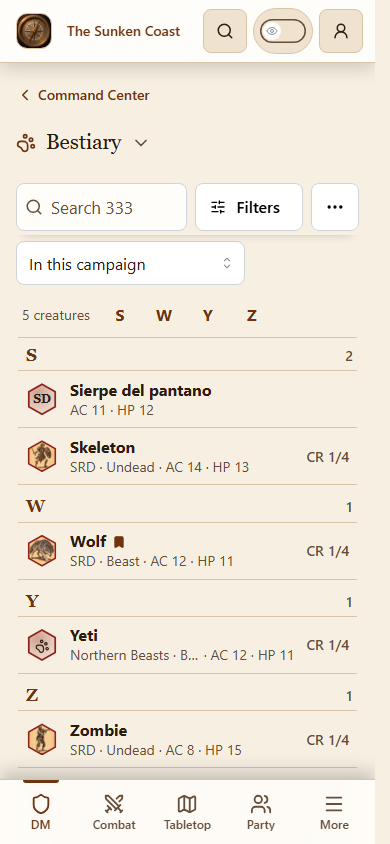 The Sunken Coast
Command Center
Bestiary
Search 333
Filters
In this campaign
5 creatures S W Y Z
S 2
SD
Sierpe del pantano
AC 11 · HP 12
Skeleton
SRD · Undead · AC 14 · HP 13
CR 1/4
W 1
Wolf
SRD · Beast · AC 12 · HP 11
CR 1/4
Y 1
Yeti
Northern Beasts · B... · AC 12 · HP 11
CR 1/4
Z 1
Zombie
SRD · Undead · AC 8 · HP 15
CR 1/4
DM Combat Tabletop Party More